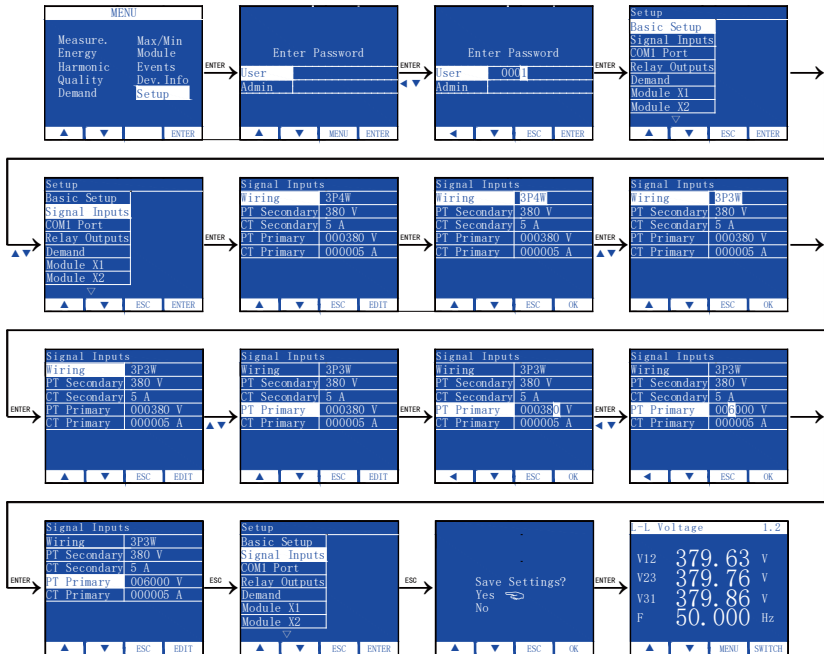 MENU
Measure. Max/Min
Energy Module
Harmonic Events
Quality Dev.Info
Demand Setup
▲ ▼ ENTER
ENTER
Enter Password
User
Admin
▲ ▼ MENU ENTER
ENTER
◀ ▼
Enter Password
User 0001
Admin
◀ ▼ ESC ENTER
ENTER
Setup
Basic Setup
Signal Inputs
COM1 Port
Relay Outputs
Demand
Module X1
Module X2
▽
▲ ▼ ESC ENTER
▲▼
Setup
Basic Setup
Signal Inputs
COM1 Port
Relay Outputs
Demand
Module X1
Module X2
▽
▲ ▼ ESC ENTER
ENTER
Signal Inputs
Wiring 3P4W
PT Secondary 380 V
CT Secondary 5 A
PT Primary 000380 V
CT Primary 000005 A
▲ ▼ ESC EDIT
ENTER
Signal Inputs
Wiring 3P4W
PT Secondary 380 V
CT Secondary 5 A
PT Primary 000380 V
CT Primary 000005 A
▲ ▼ ESC OK
ENTER
▲▼
Signal Inputs
Wiring 3P3W
PT Secondary 380 V
CT Secondary 5 A
PT Primary 000380 V
CT Primary 000005 A
▲ ▼ ESC OK
ENTER
Signal Inputs
Wiring 3P3W
PT Secondary 380 V
CT Secondary 5 A
PT Primary 000380 V
CT Primary 000005 A
▲ ▼ ESC EDIT
▲▼
Signal Inputs
Wiring 3P3W
PT Secondary 380 V
CT Secondary 5 A
PT Primary 000380 V
CT Primary 000005 A
▲ ▼ ESC EDIT
ENTER
Signal Inputs
Wiring 3P3W
PT Secondary 380 V
CT Secondary 5 A
PT Primary 000380 V
CT Primary 000005 A
◀ ▼ ESC OK
ENTER
◀ ▼
Signal Inputs
Wiring 3P3W
PT Secondary 380 V
CT Secondary 5 A
PT Primary 006000 V
CT Primary 000005 A
◀ ▼ ESC OK
ENTER
Signal Inputs
Wiring 3P3W
PT Secondary 380 V
CT Secondary 5 A
PT Primary 006000 V
CT Primary 000005 A
▲ ▼ ESC EDIT
ESC
Setup
Basic Setup
Signal Inputs
COM1 Port
Relay Outputs
Demand
Module X1
Module X2
▽
▲ ▼ ESC ENTER
ESC
Save Settings?
Yes
No
▲ ▼ ESC OK
ENTER
L-L Voltage 1.2
V12 379.63 V
V23 379.76 V
V31 379.86 V
F 50.000 Hz
▲ ▼ MENU SWITCH